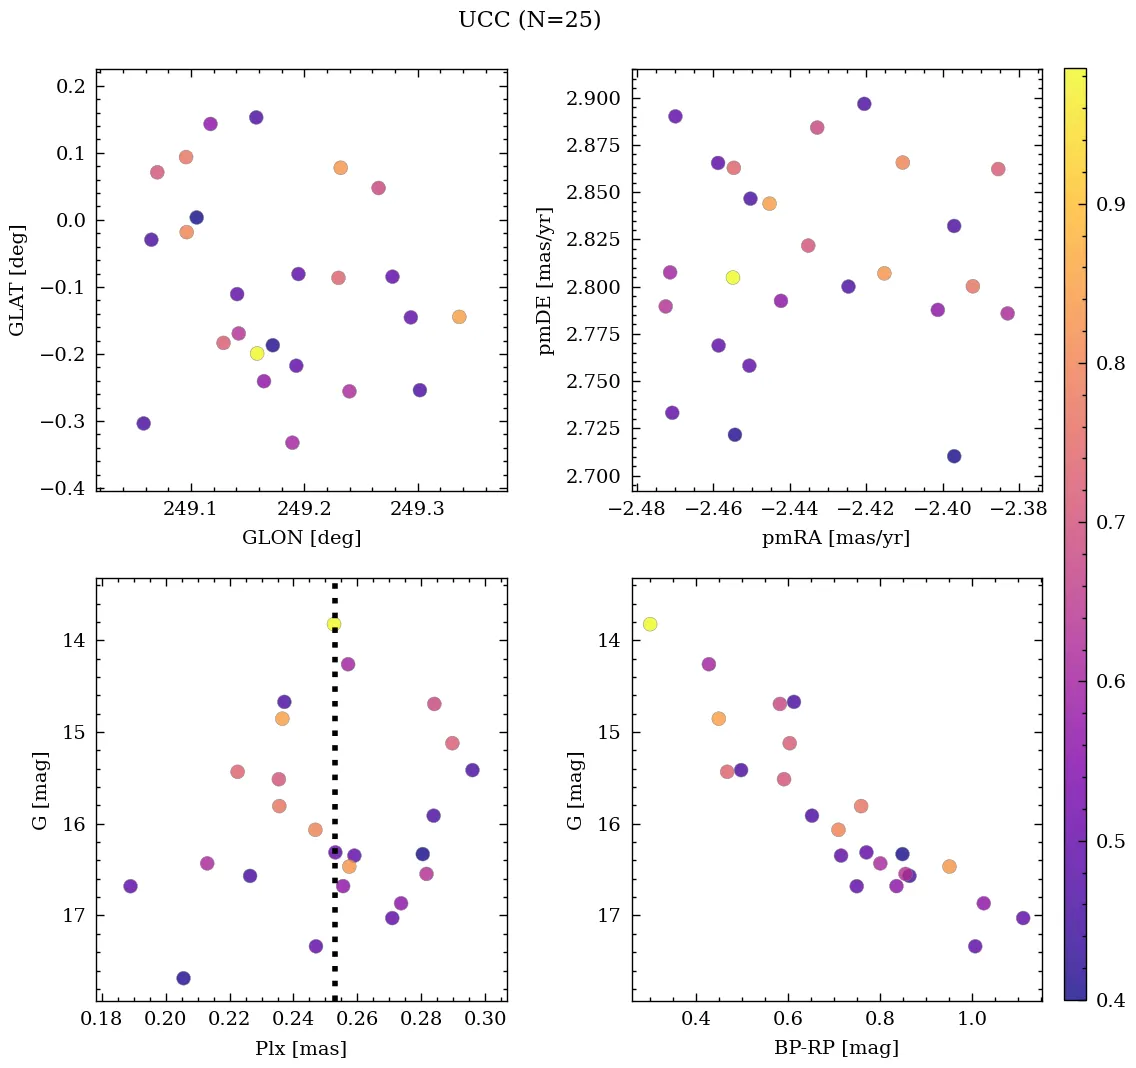 UCC (N=25)
0.2
0.1
0.0
−0.1
−0.2
−0.3
−0.4
GLAT [deg]
249.1 249.2 249.3
GLON [deg]
2.900
2.875
2.850
2.825
2.800
2.775
2.750
2.725
2.700
pmDE [mas/yr]
−2.48 −2.46 −2.44 −2.42 −2.40 −2.38
pmRA [mas/yr]
14
15
16
17
G [mag]
0.18 0.20 0.22 0.24 0.26 0.28 0.30
Plx [mas]
14
15
16
17
G [mag]
0.4 0.6 0.8 1.0
BP-RP [mag]
0.9
0.8
0.7
0.6
0.5
0.4